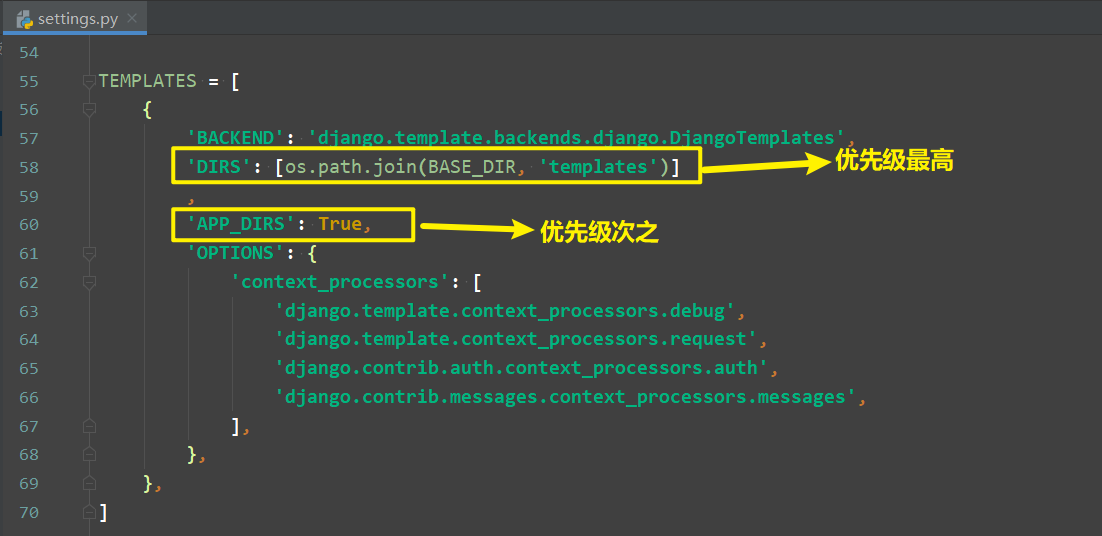 settings.py
54
55 TEMPLATES = [
56 {
57 'BACKEND': 'django.template.backends.django.DjangoTemplates',
58 'DIRS': [os.path.join(BASE_DIR, 'templates')] 优先级最高
59 ,
60 'APP_DIRS': True, 优先级次之
61 'OPTIONS': {
62 'context_processors': [
63 'django.template.context_processors.debug',
64 'django.template.context_processors.request',
65 'django.contrib.auth.context_processors.auth',
66 'django.contrib.messages.context_processors.messages',
67 ],
68 },
69 },
70 ]